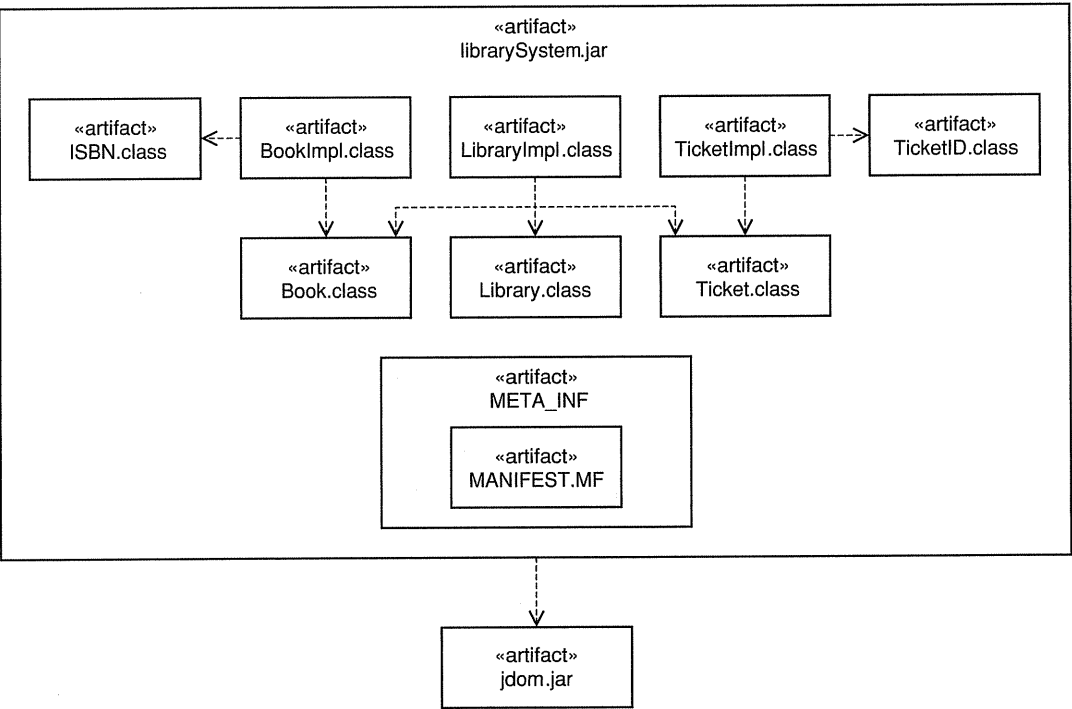 «artifact»
librarySystem.jar
«artifact»
ISBN.class
«artifact»
BookImpl.class
«artifact»
LibraryImpl.class
«artifact»
TicketImpl.class
«artifact»
TicketID.class
«artifact»
Book.class
«artifact»
Library.class
«artifact»
Ticket.class
«artifact»
META_INF
«artifact»
MANIFEST.MF
«artifact»
jdom.jar